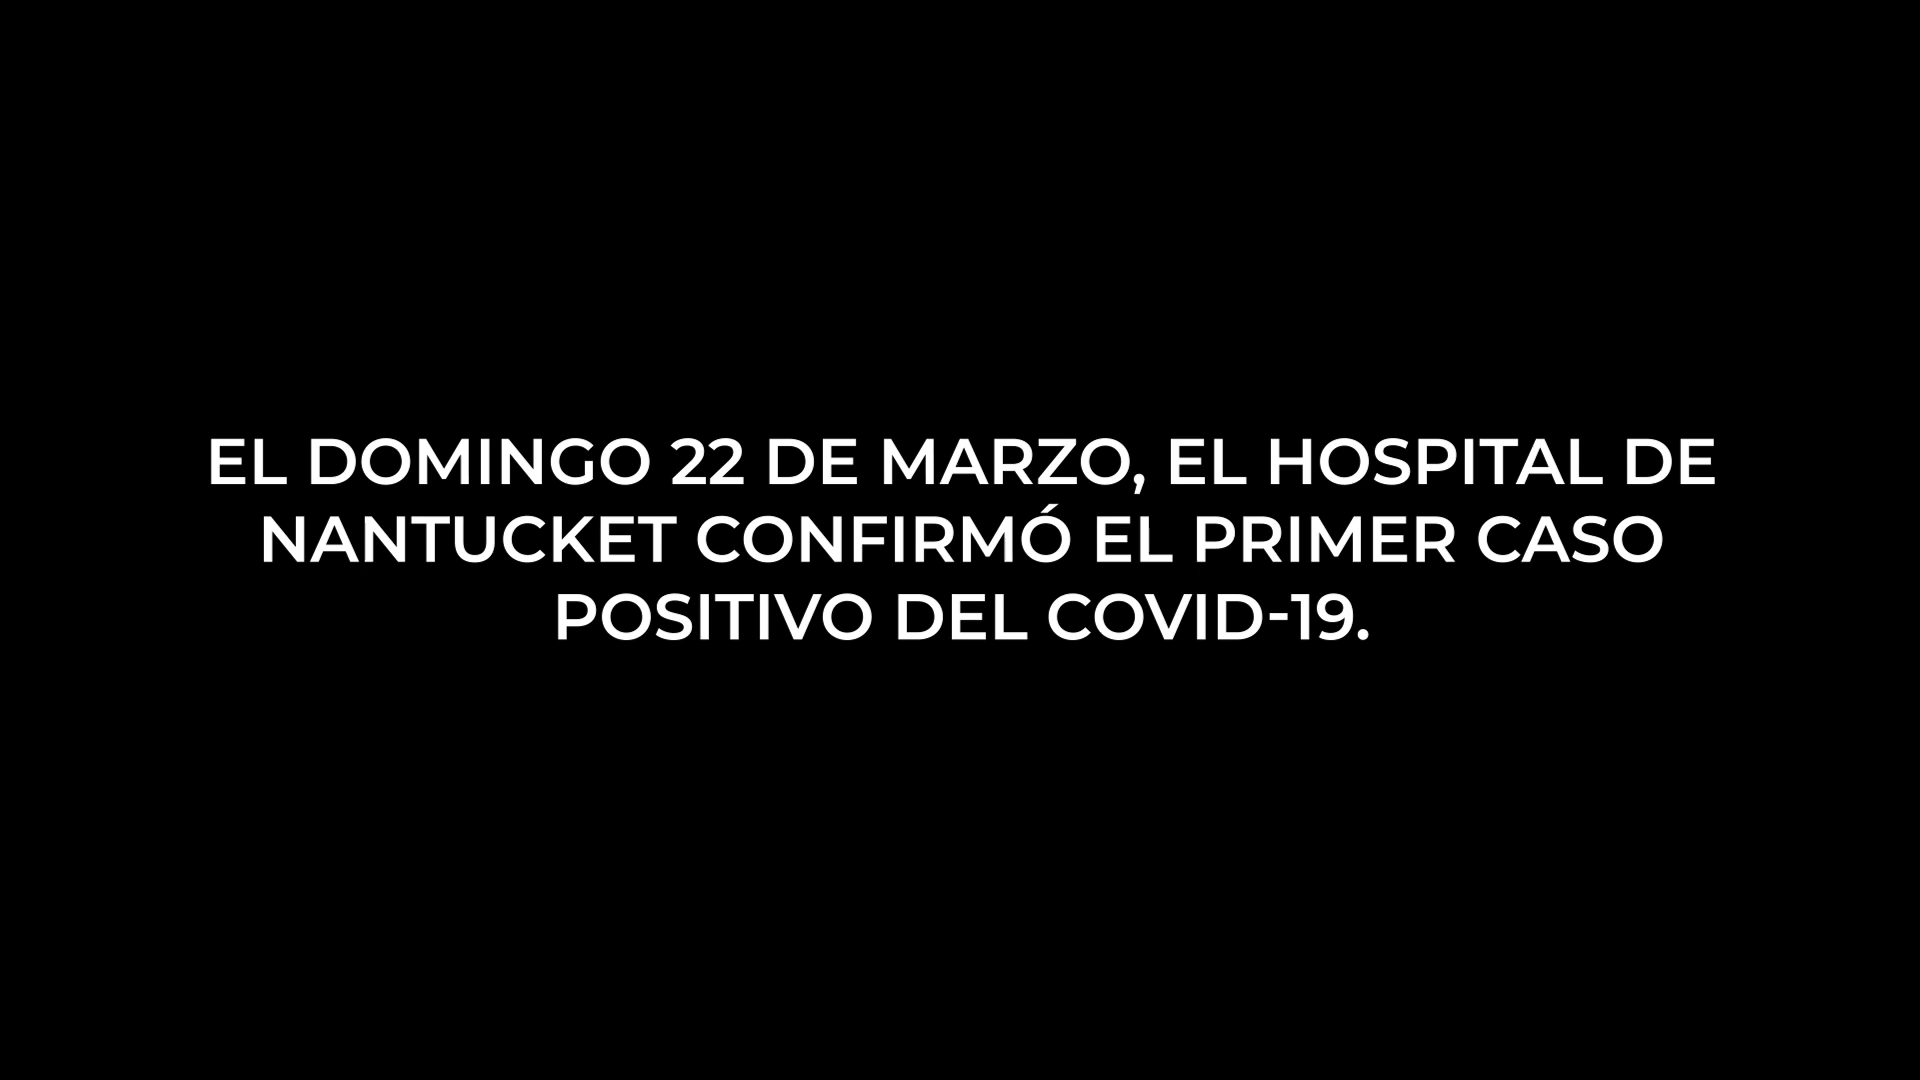 EL DOMINGO 22 DE MARZO, EL HOSPITAL DE
NANTUCKET CONFIRMÓ EL PRIMER CASO
POSITIVO DEL COVID-19.